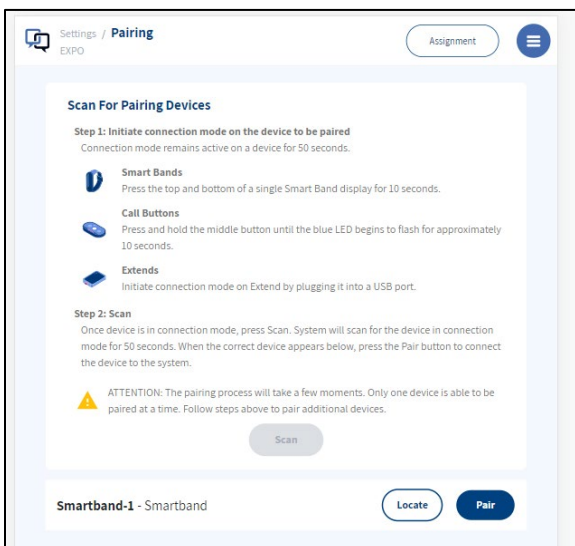 Settings / Pairing
EXPO
Assignment
Scan For Pairing Devices
Step 1: Initiate connection mode on the device to be paired
Connection mode remains active on a device for 50 seconds.
Smart Bands
Press the top and bottom of a single Smart Band display for 10 seconds.
Call Buttons
Press and hold the middle button until the blue LED begins to flash for approximately
10 seconds.
Extends
Initiate connection mode on Extend by plugging it into a USB port.
Step 2: Scan
Once device is in connection mode, press Scan. System will scan for the device in connection
mode for 50 seconds. When the correct device appears below, press the Pair button to connect
the device to the system.
ATTENTION: The pairing process will take a few moments. Only one device is able to be
paired at a time. Follow steps above to pair additional devices.
Scan
Smartband-1 - Smartband
Locate
Pair